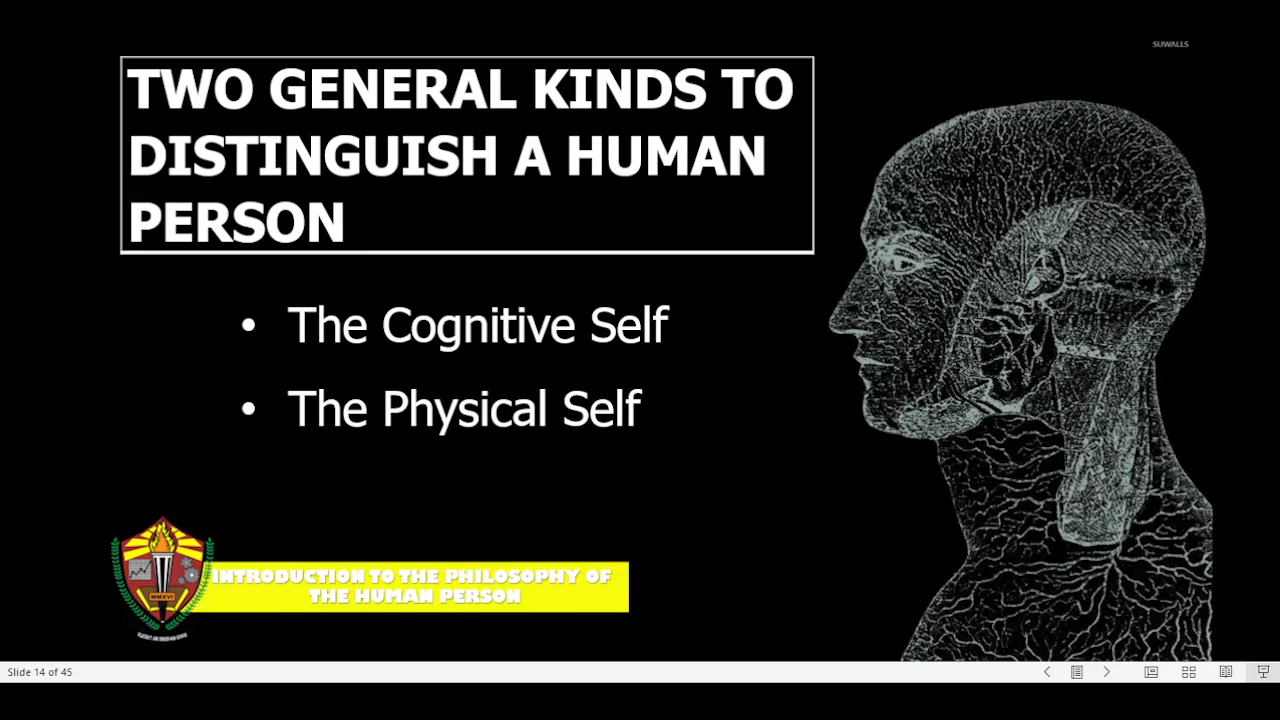 SUWALLS
TWO GENERAL KINDS TO
DISTINGUISH A HUMAN
PERSON
• The Cognitive Self
• The Physical Self
MMXVI
INTRODUCTION TO THE PHILOSOPHY OF
THE HUMAN PERSON
Slide 14 of 45